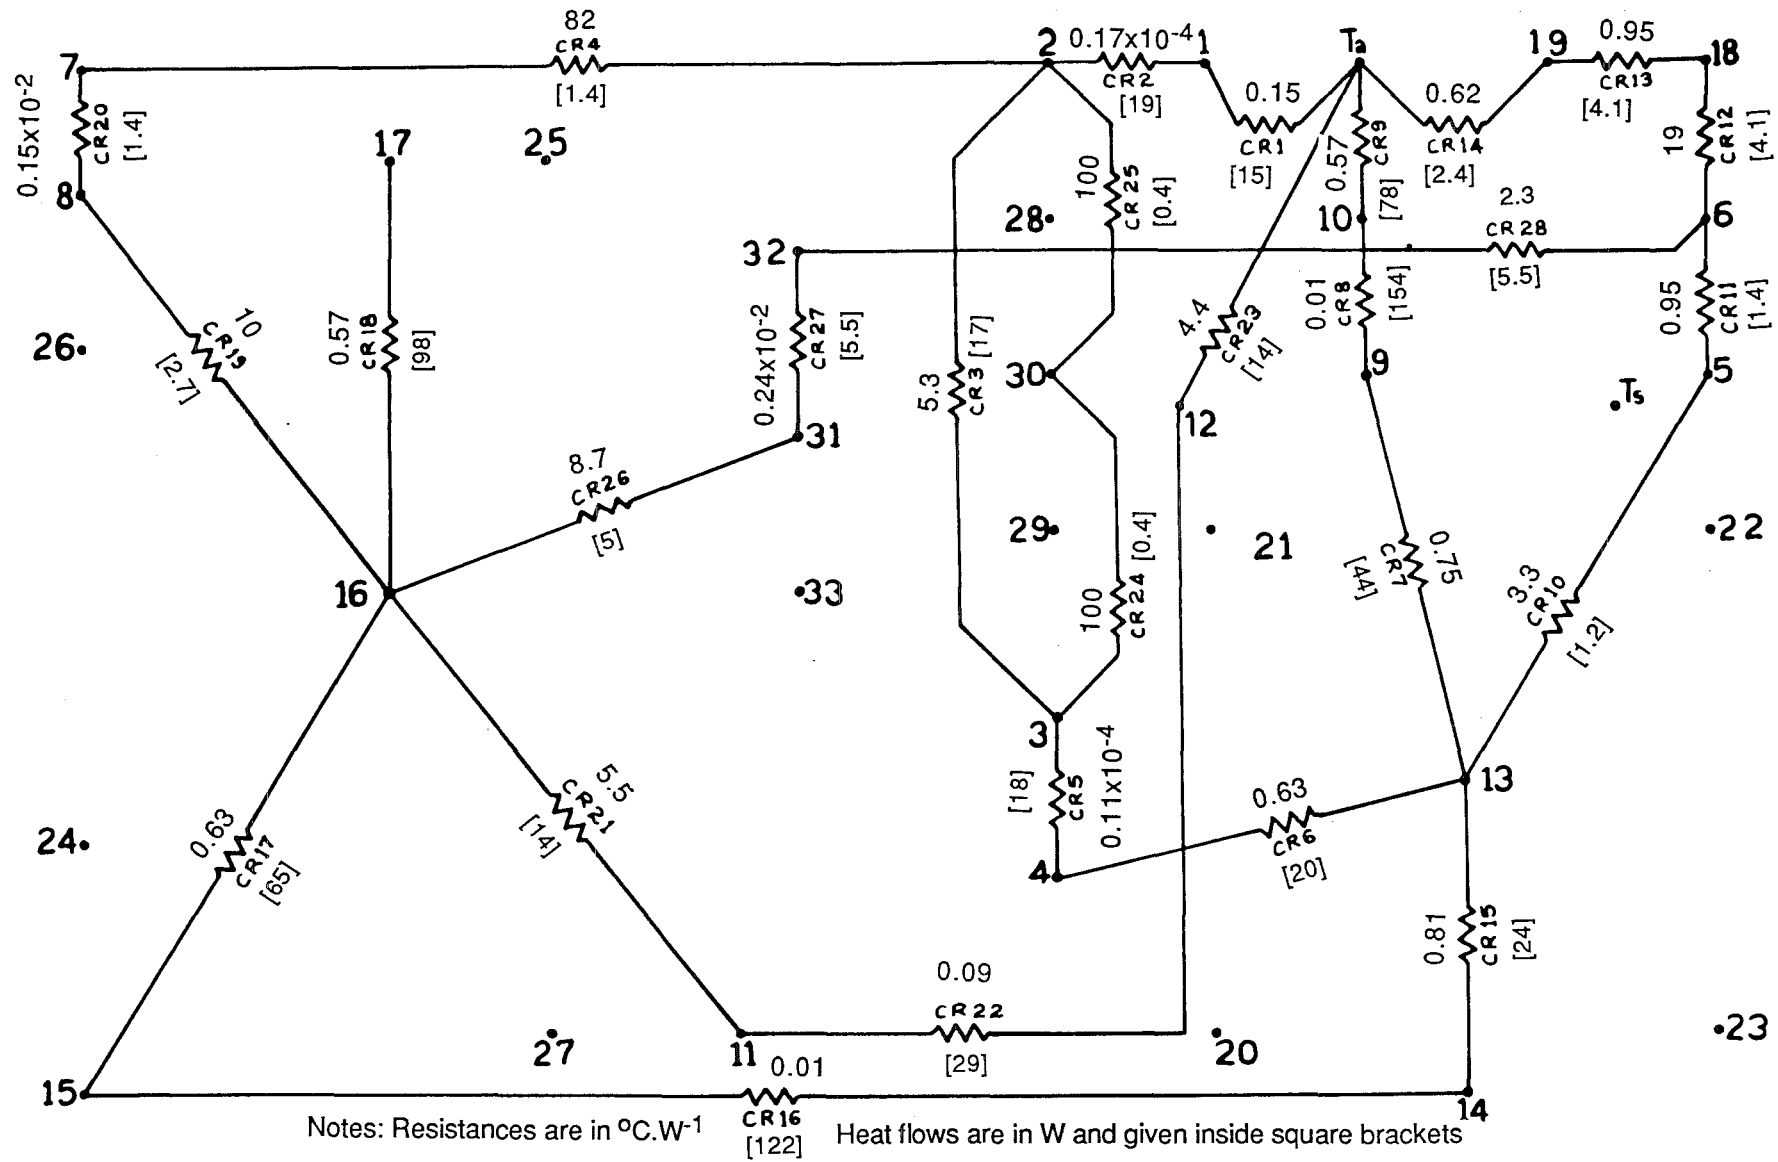 82
7
CR4
[1.4]
2
0.17x10-4
1
CR2
[19]
Ta
19
0.95
18
CR13
[4.1]
0.15x10-2
CR20
[1.4]
0.15
CR1
[15]
0.62
CR14
[2.4]
0.57
CR9
[78]
19
CR12
[4.1]
17
25
8
100
CR25
[0.4]
28
10
2.3
CR28
[5.5]
6
32
0.01
CR8
[154]
0.95
CR11
[1.4]
26
10
CR19
[2.7]
0.57
CR18
[98]
0.24x10-2
CR27
[5.5]
5.3
CR3
[17]
30
4.4
CR23
[14]
9
5
Ts
12
31
8.7
CR26
[5]
29
100
CR24
[0.4]
21
0.75
CR7
[44]
22
3.3
CR10
[1.2]
16
33
3
[18]
CR5
0.11x10-4
13
0.63
CR6
[20]
4
5.5
CR21
[14]
0.63
CR17
[65]
24
0.81
CR15
[24]
0.09
CR22
[29]
27
11
20
23
15
0.01
CR16
[122]
14
Notes: Resistances are in oC.W-1
Heat flows are in W and given inside square brackets